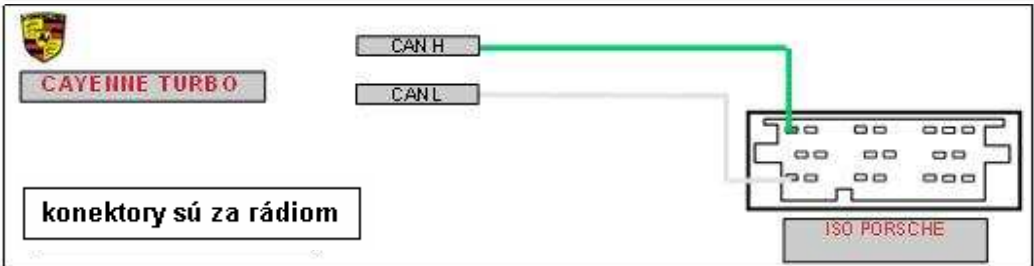 CAN H
CAYENNE TURBO
CAN L
konektory sú za rádiom
ISO PORSCHE